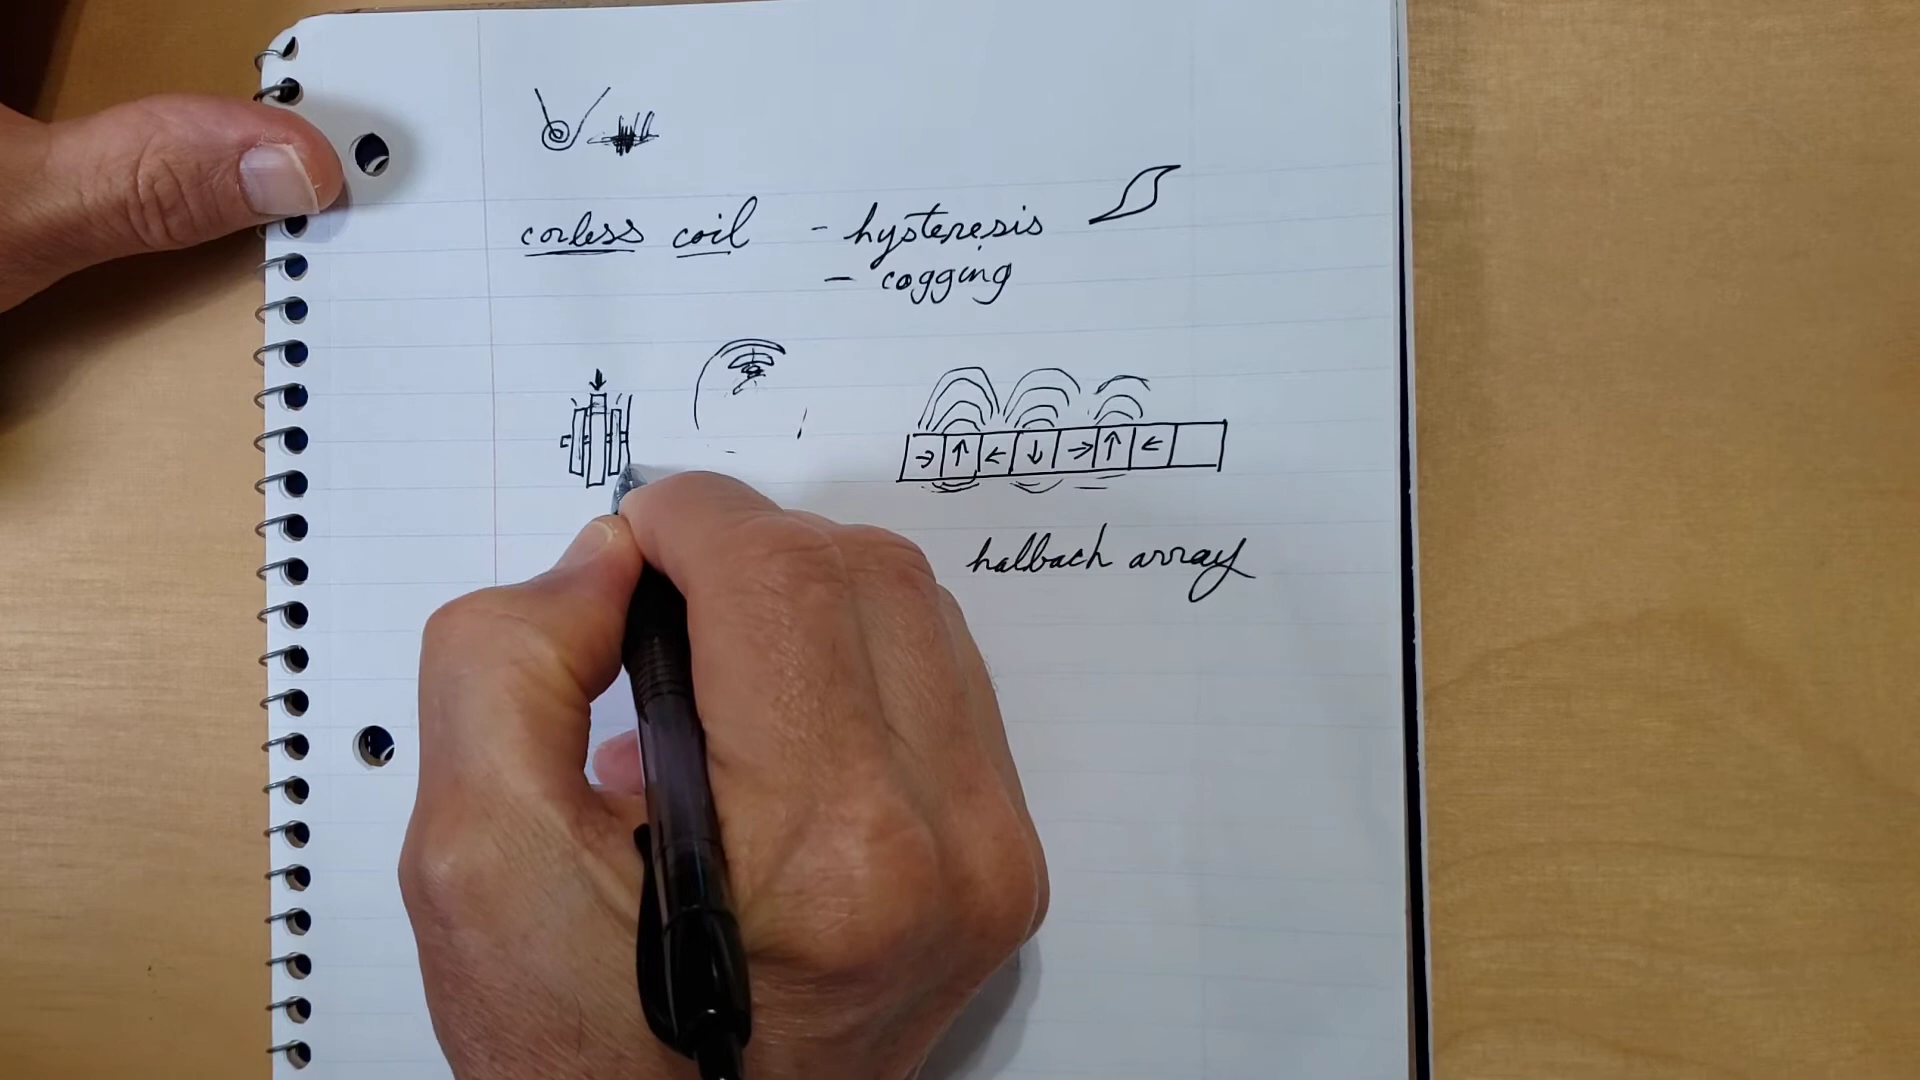 corless coil - hysteresis
- cogging
halbach array